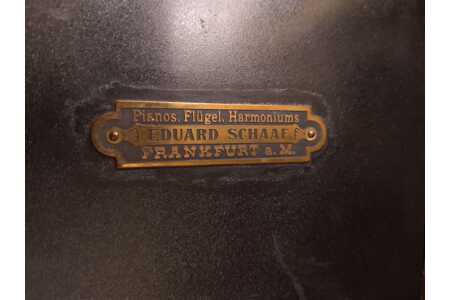 Pianos, Flügel, Harmoniums
EDUARD SCHAAF
FRANKFURT a. M.